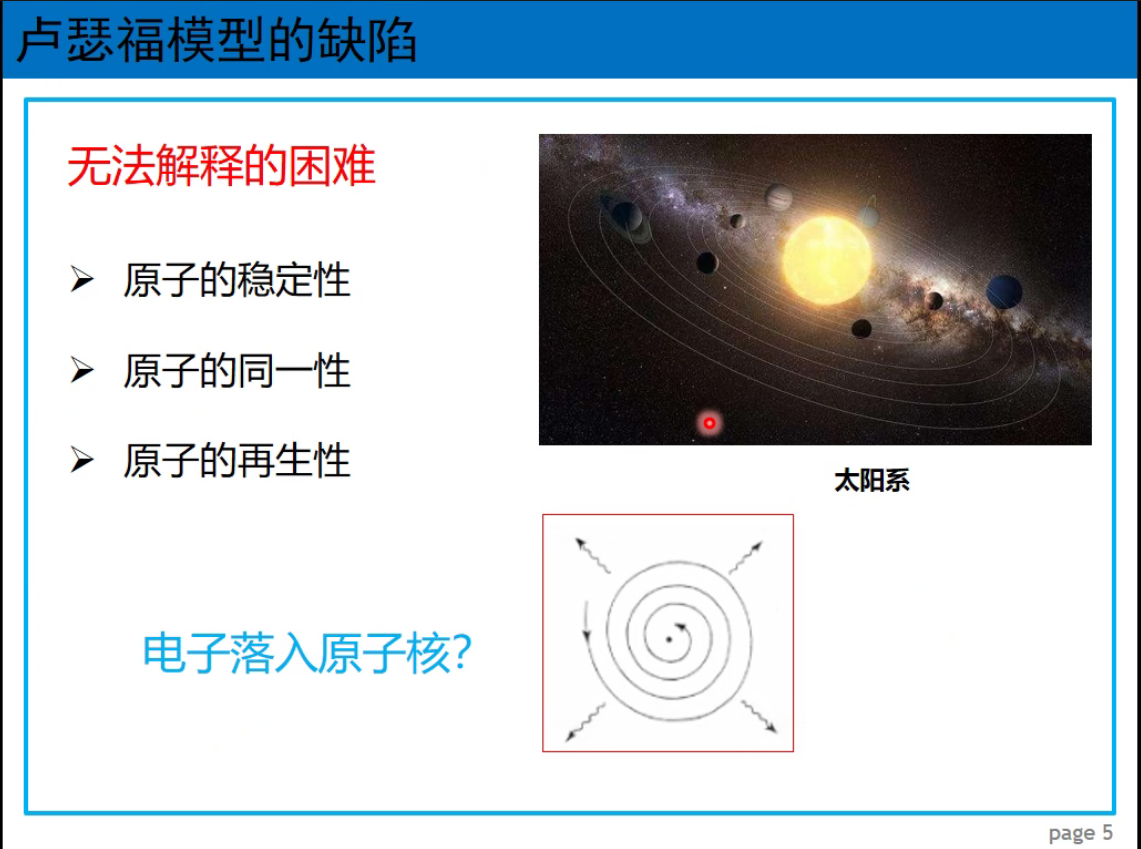 卢瑟福模型的缺陷
无法解释的困难
原子的稳定性
原子的同一性
原子的再生性
太阳系
电子落入原子核?
page 5